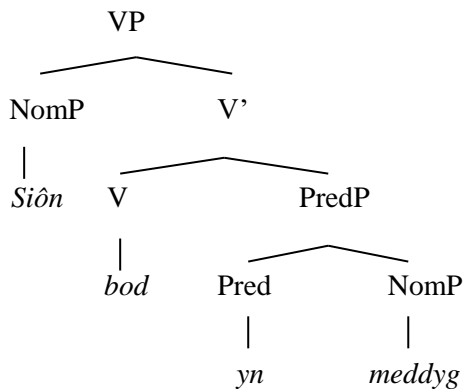 VP
NomP V’
Siôn V PredP
bod Pred NomP
yn meddyg